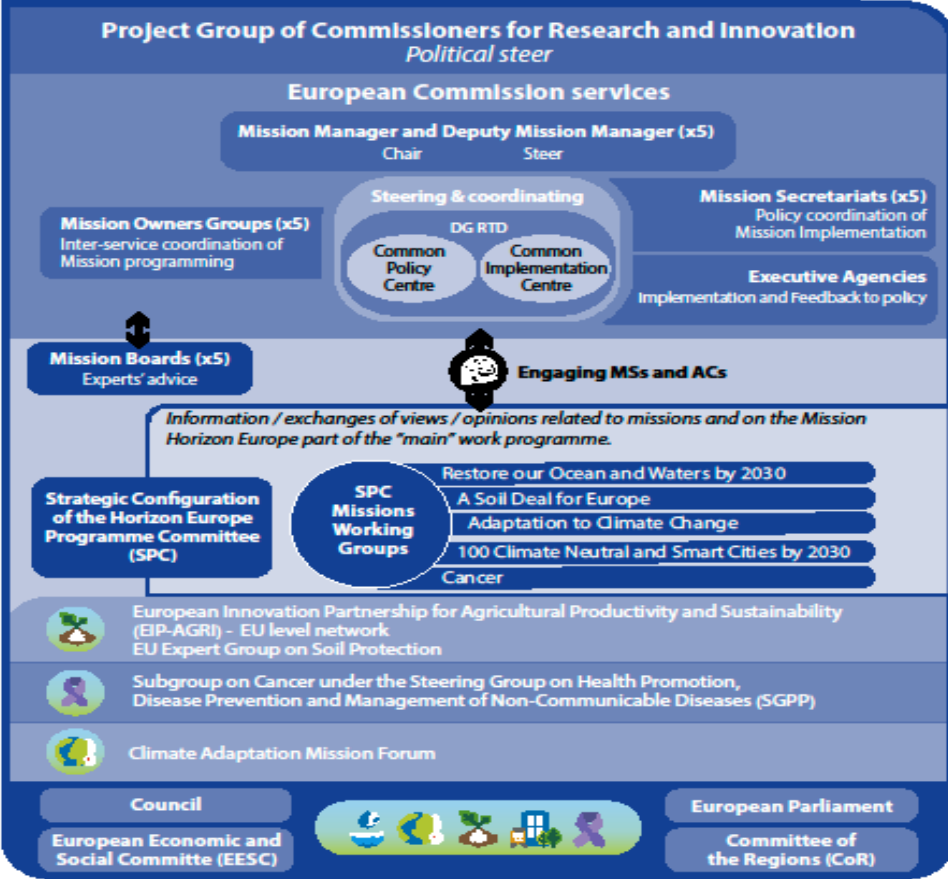 Project Group of Commissioners for Research and Innovation
Political steer
European Commission services
Mission Manager and Deputy Mission Manager (x5)
Chair Steer
Steering & coordinating
DG RTD
Common
Policy
Centre
Common
Implementation
Centre
Mission Owners Groups (x5)
Inter-service coordination of
Mission programming
Mission Secretariats (x5)
Policy coordination of
Mission Implementation
Executive Agencies
Implementation and Feedback to policy
Mission Boards (x5)
Experts' advice
Engaging MSs and ACs
Information / exchanges of views / opinions related to missions and on the Mission
Horizon Europe part of the "main" work programme.
Strategic Configuration
of the Horizon Europe
Programme Committee
(SPC)
SPC
Missions
Working
Groups
Restore our Ocean and Waters by 2030
A Soil Deal for Europe
Adaptation to Climate Change
100 Climate Neutral and Smart Cities by 2030
Cancer
European Innovation Partnership for Agricultural Productivity and Sustainability
(EIP-AGRI) - EU level network
EU Expert Group on Soil Protection
Subgroup on Cancer under the Steering Group on Health Promotion,
Disease Prevention and Management of Non-Communicable Diseases (SGPP)
Climate Adaptation Mission Forum
Council
European Economic and
Social Committe (EESC)
European Parliament
Committee of
the Regions (CoR)